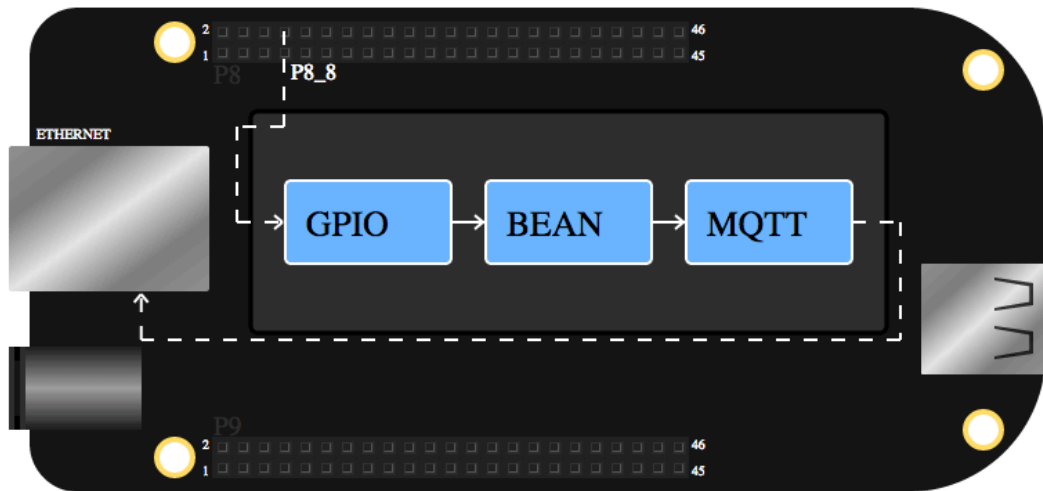 2 46
1 45
P8 P8_8
ETHERNET
GPIO BEAN MQTT
P9
2 46
1 45